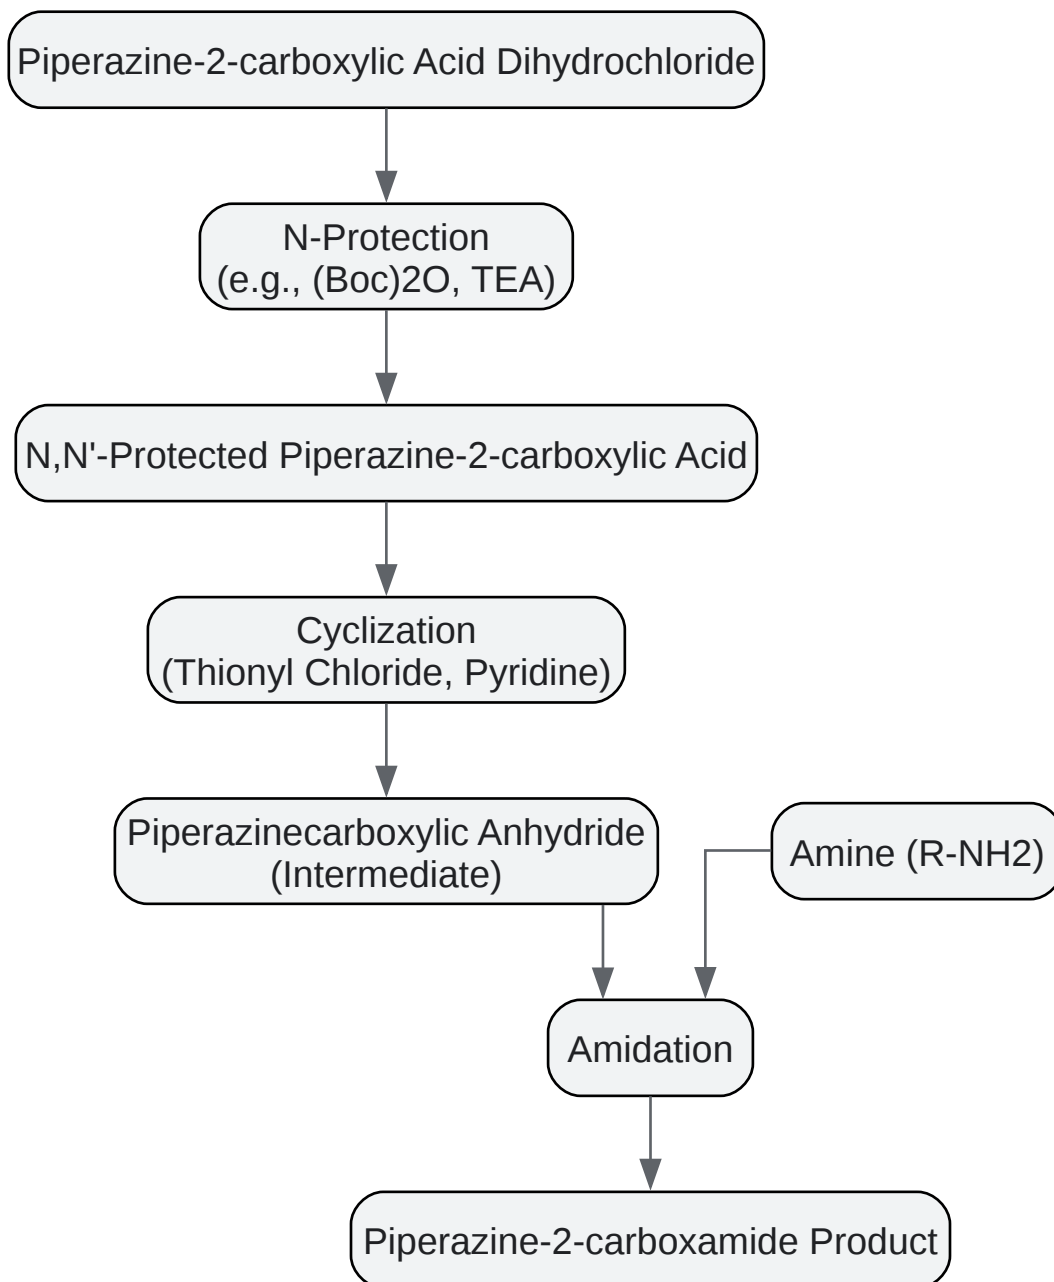 Piperazine-2-carboxylic Acid Dihydrochloride
N-Protection
(e.g., (Boc)2O, TEA)
N,N'-Protected Piperazine-2-carboxylic Acid
Cyclization
(Thionyl Chloride, Pyridine)
Piperazinecarboxylic Anhydride
(Intermediate)
Amine (R-NH2)
Amidation
Piperazine-2-carboxamide Product